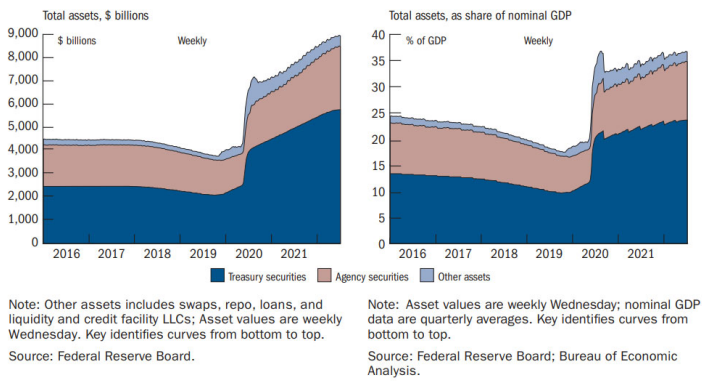 Total assets, $ billions
9,000
8,000
7,000
6,000
5,000
4,000
3,000
2,000
1,000
0
$ billions
Weekly
2016 2017 2018 2019 2020 2021
Total assets, as share of nominal GDP
40
35
30
25
20
15
10
5
0
% of GDP
Weekly
2016 2017 2018 2019 2020 2021
Treasury securities Agency securities Other assets
Note: Other assets includes swaps, repo, loans, and
liquidity and credit facility LLCs; Asset values are weekly
Wednesday. Key identifies curves from bottom to top.
Source: Federal Reserve Board.
Note: Asset values are weekly Wednesday; nominal GDP
data are quarterly averages. Key identifies curves from
bottom to top.
Source: Federal Reserve Board; Bureau of Economic
Analysis.